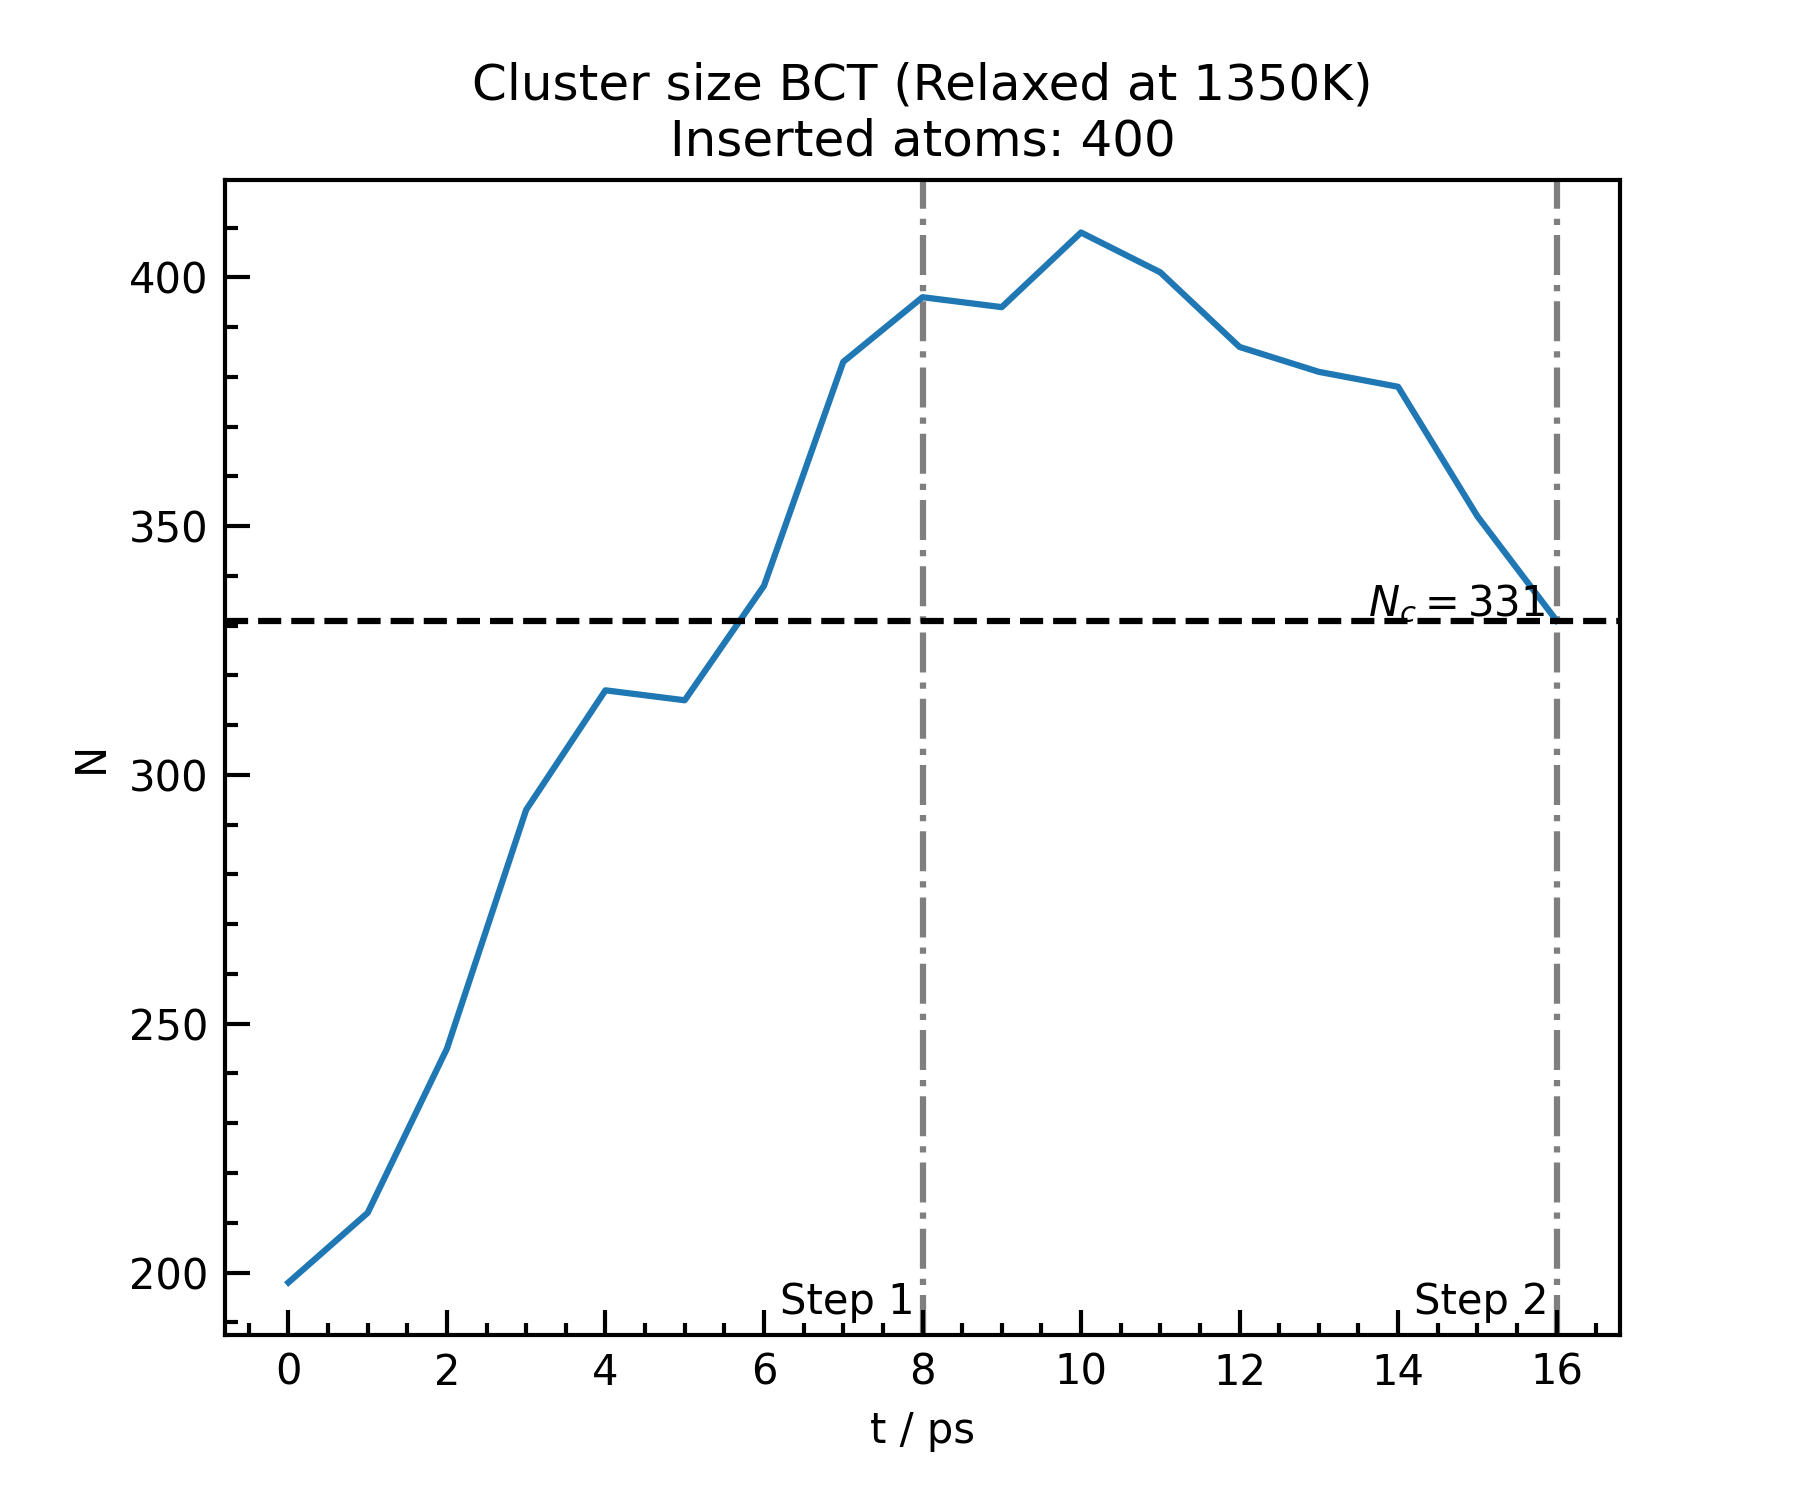 Cluster size BCT (Relaxed at 1350K)
Inserted atoms: 400
400
350
300
250
200
N
N_c = 331
Step 1
Step 2
0 2 4 6 8 10 12 14 16
t / ps